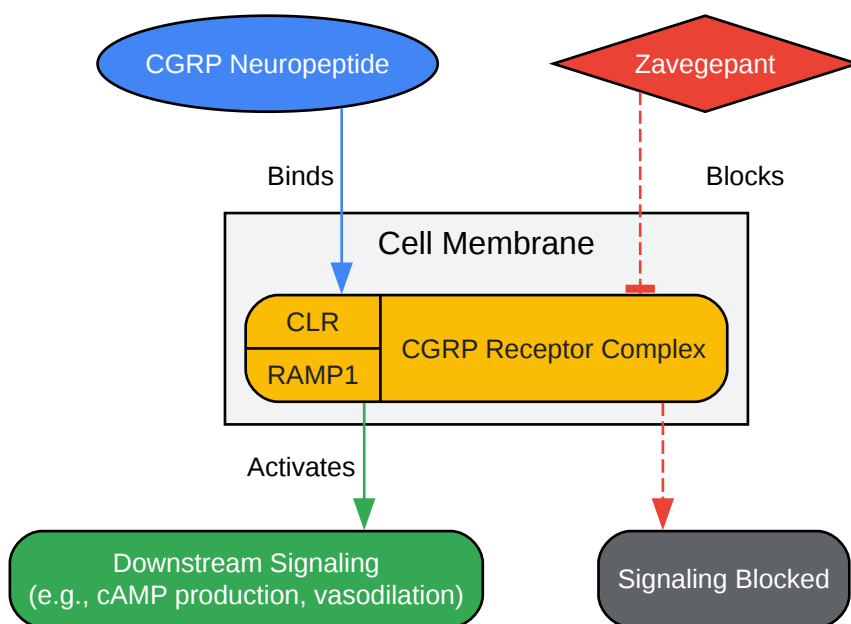 CGRP Neuropeptide
Zavegepant
Binds
Blocks
Cell Membrane
CLR
RAMP1
CGRP Receptor Complex
Activates
Downstream Signaling
(e.g., cAMP production, vasodilation)
Signaling Blocked